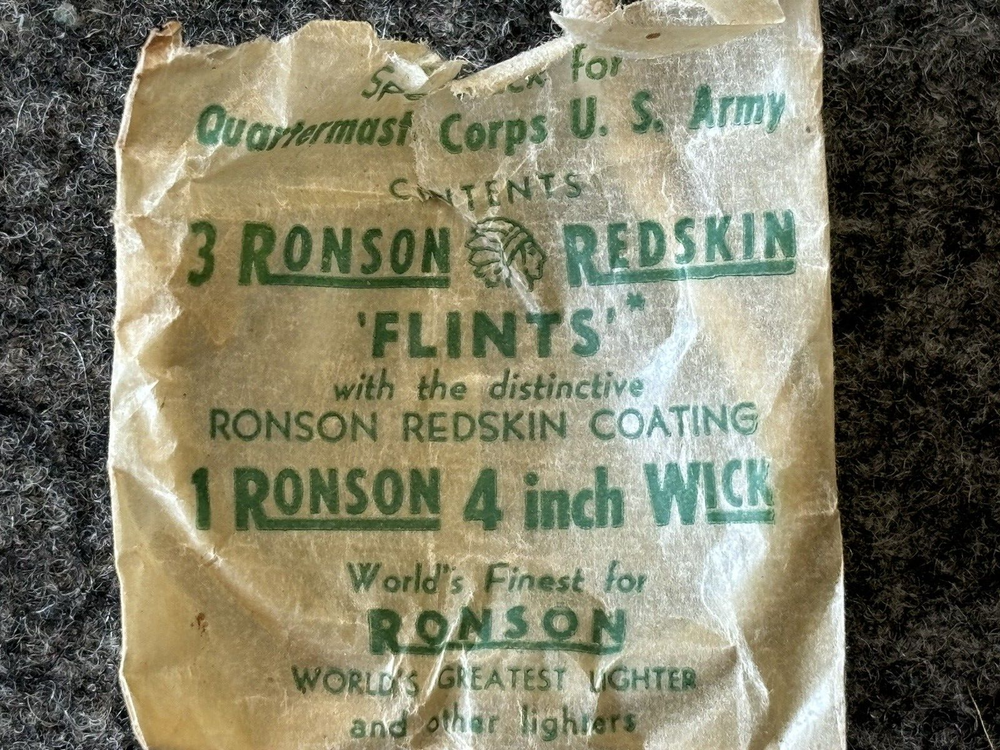 for
Quartermast Corps U. S. Army
CONTENTS
3 RONSON REDSKIN
'FLINTS'*
with the distinctive
RONSON REDSKIN COATING
1 RONSON 4 inch WICK
World's Finest for
RONSON
WORLD'S GREATEST LIGHTER
and other lighters